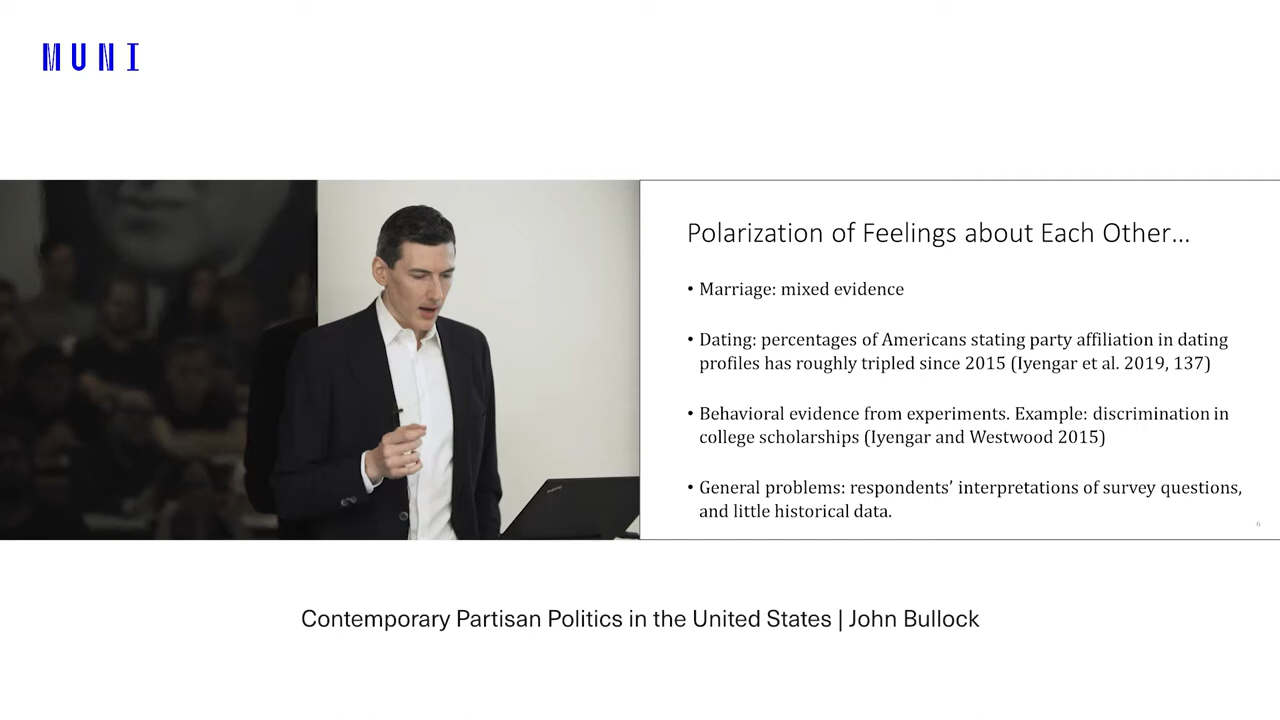 MUNI
Polarization of Feelings about Each Other…
• Marriage: mixed evidence
• Dating: percentages of Americans stating party affiliation in dating
profiles has roughly tripled since 2015 (Iyengar et al. 2019, 137)
• Behavioral evidence from experiments. Example: discrimination in
college scholarships (Iyengar and Westwood 2015)
• General problems: respondents’ interpretations of survey questions,
and little historical data.
6
Contemporary Partisan Politics in the United States | John Bullock